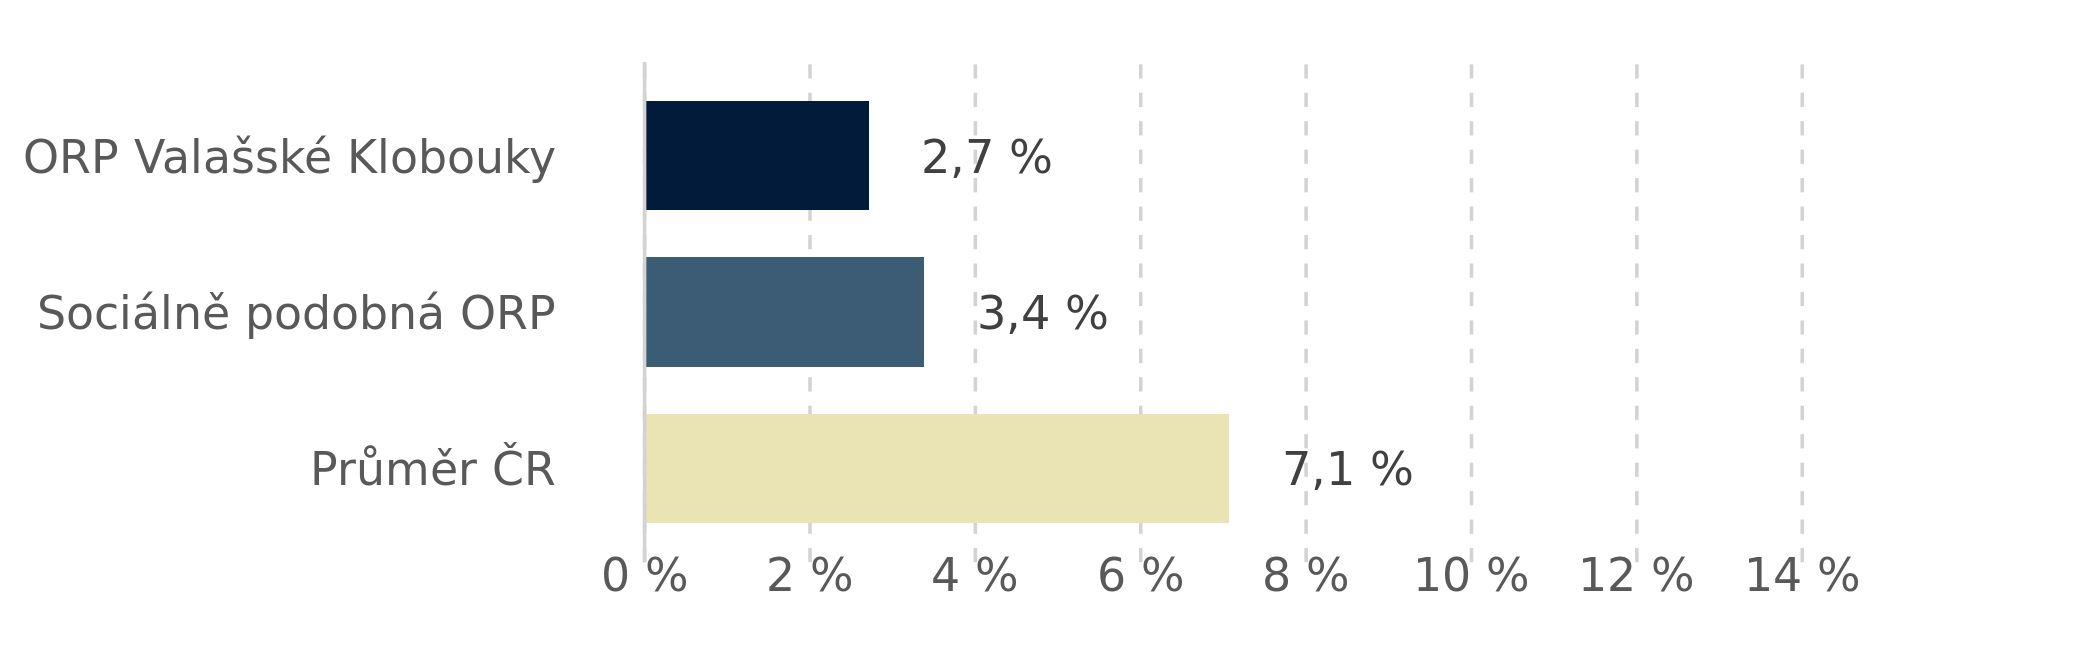 ORP Valašské Klobouky 2,7 %
Sociálně podobná ORP 3,4 %
Průměr ČR 7,1 %
0 % 2 % 4 % 6 % 8 % 10 % 12 % 14 %